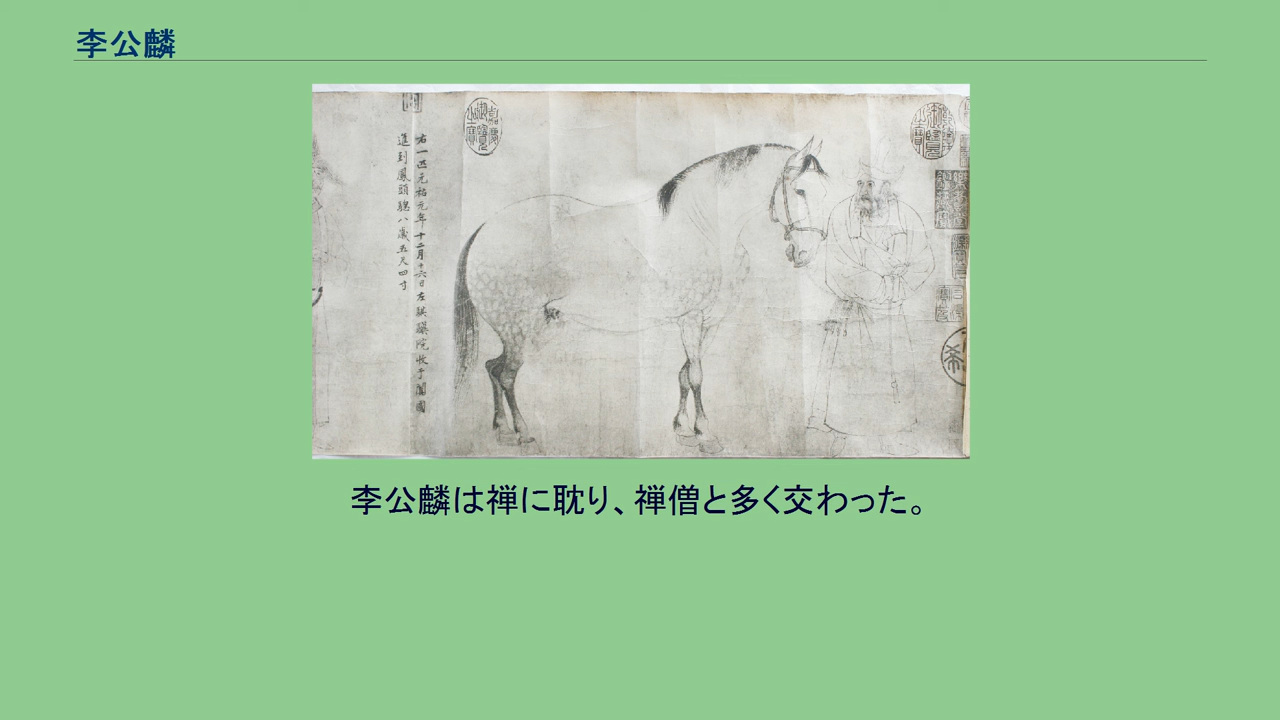 李公麟
右一匹元祐元年十二月十六日左騏驥院收于闐國
進到鳳頭驄八歲五尺四寸
李公麟は禅に耽り、禅僧と多く交わった。